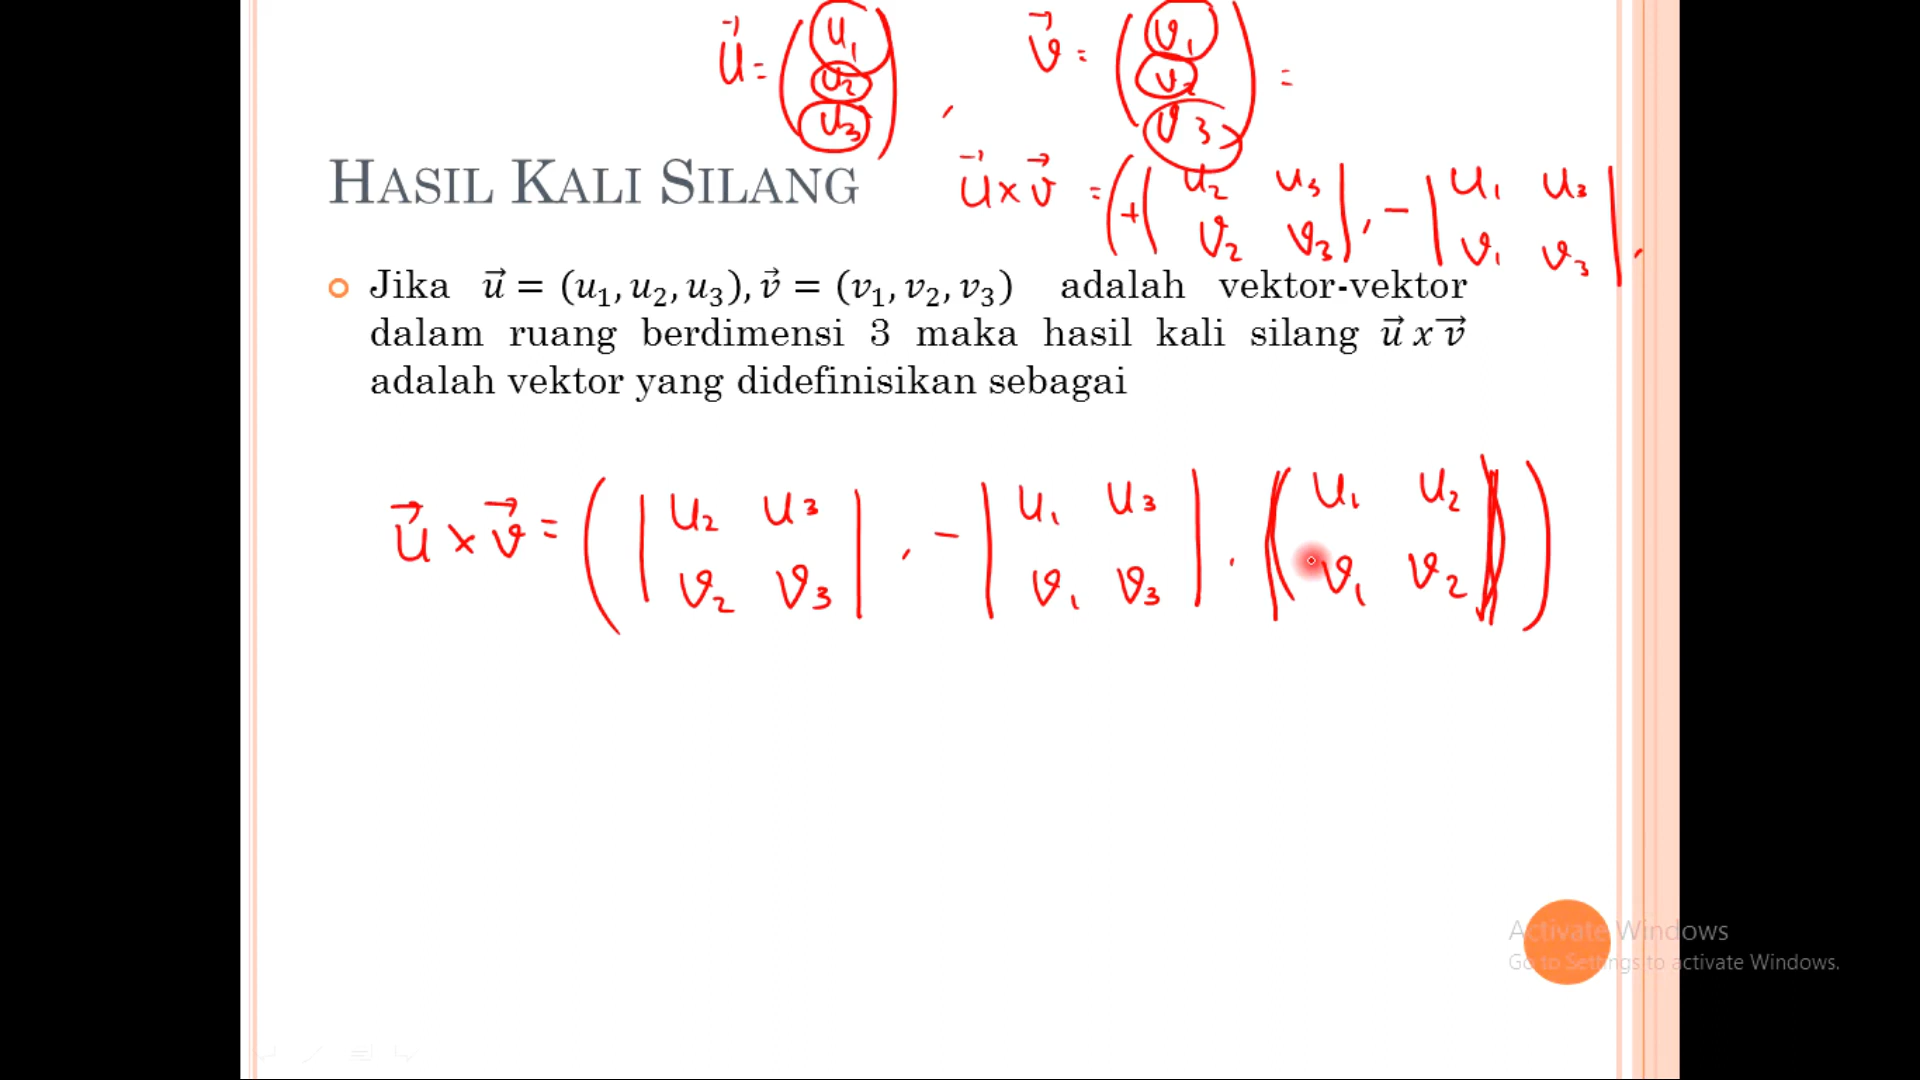 u⃗ = (u₁ u₂ u₃) , v⃗ = (v₁ v₂ v₃) =
HASIL KALI SILANG
u⃗ × v⃗ = (+|u₂ u₃ / v₂ v₃| , -|u₁ u₃ / v₁ v₃| ,
Jika u⃗ = (u₁, u₂, u₃), v⃗ = (v₁, v₂, v₃) adalah vektor-vektor
dalam ruang berdimensi 3 maka hasil kali silang u⃗ x v⃗
adalah vektor yang didefinisikan sebagai
u⃗ × v⃗ = (|u₂ u₃ / v₂ v₃| , -|u₁ u₃ / v₁ v₃| , |u₁ u₂ / v₁ v₂|)
Activate Windows
Go to Settings to activate Windows.